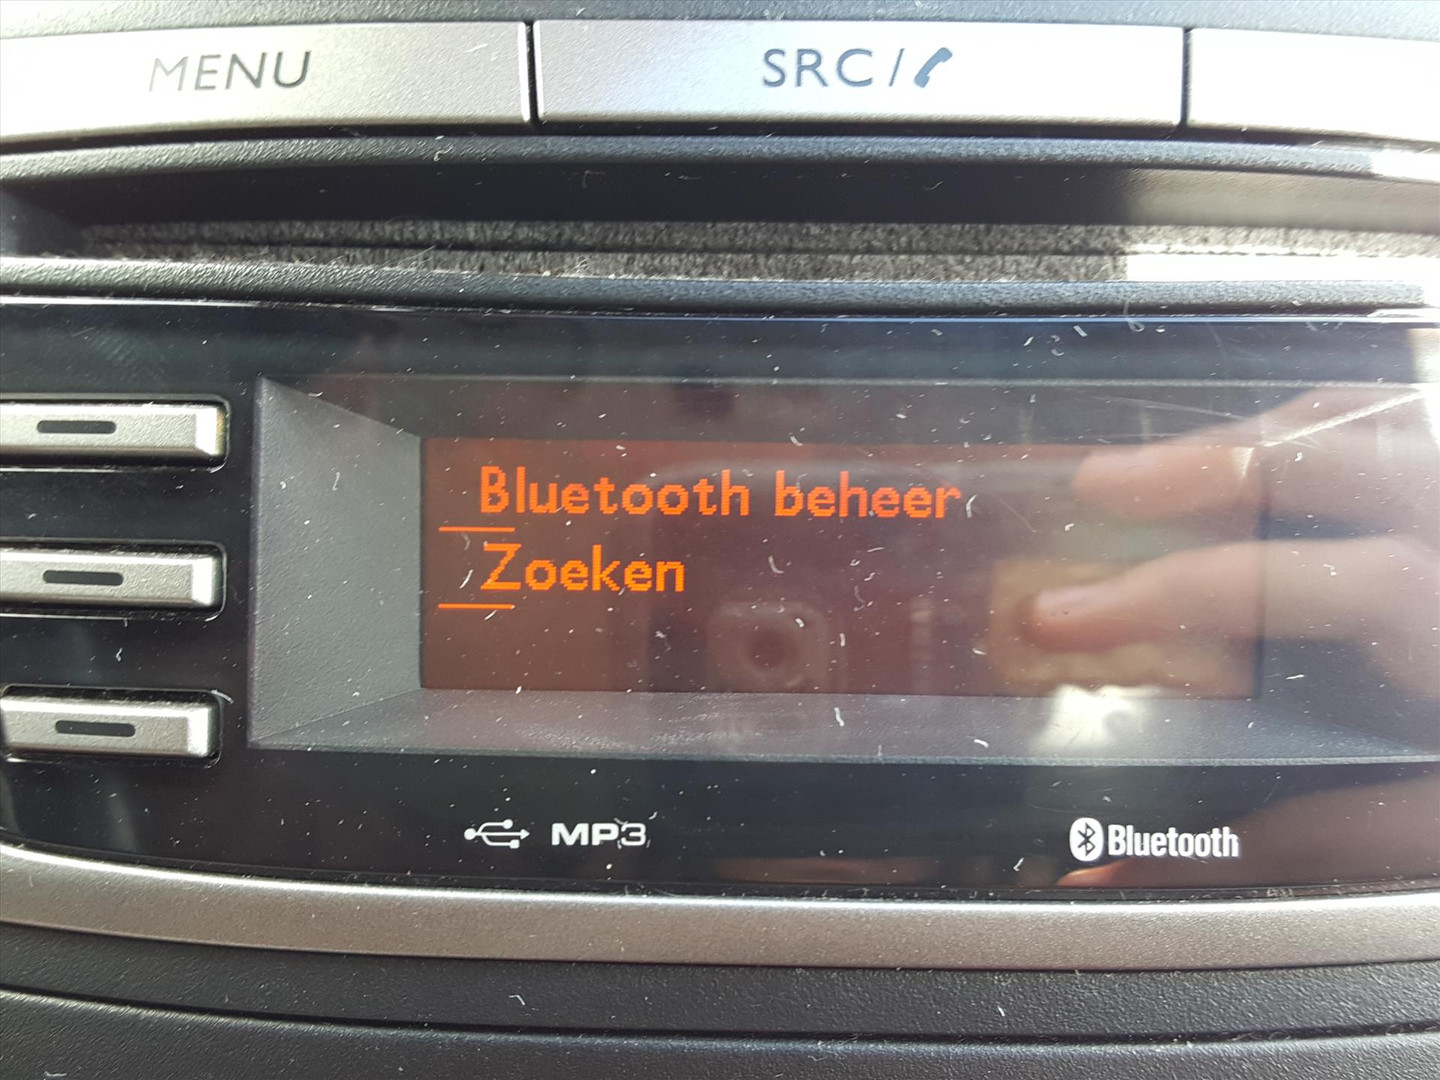 MENU
SRC/
Bluetooth beheer
Zoeken
MP3
Bluetooth